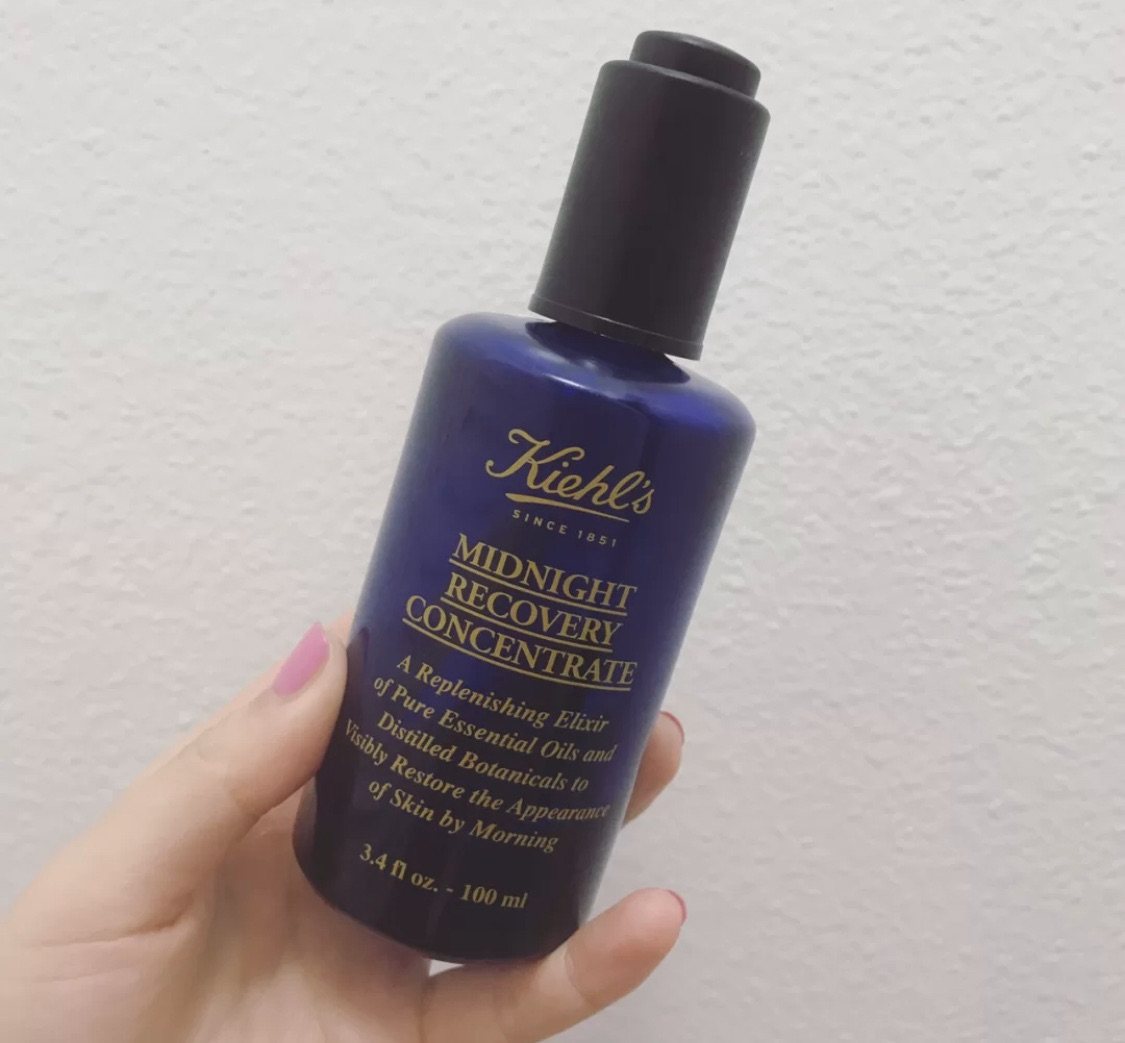 Kiehl's
SINCE 1851
MIDNIGHT
RECOVERY
CONCENTRATE
A Replenishing Elixir
of Pure Essential Oils and
Distilled Botanicals to
Visibly Restore the Appearance
of Skin by Morning
3.4 fl oz. - 100 ml